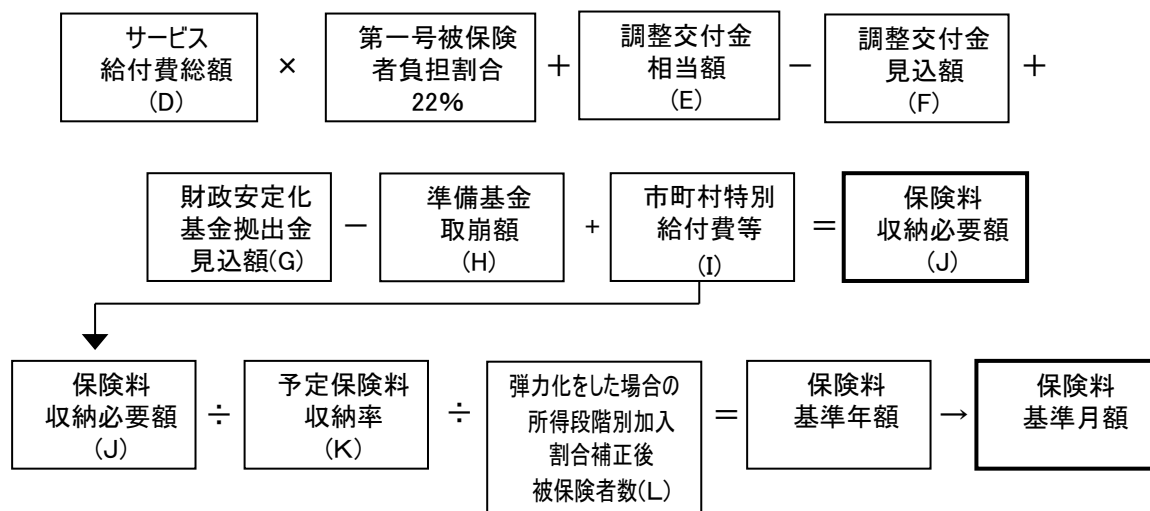 サービス
給付費総額
(D)
×
第一号被保険
者負担割合
22%
＋
調整交付金
相当額
(E)
－
調整交付金
見込額
(F)
＋
財政安定化
基金拠出金
見込額(G)
－
準備基金
取崩額
(H)
+
市町村特別
給付費等
(I)
＝
保険料
収納必要額
(J)
保険料
収納必要額
(J)
÷
予定保険料
収納率
(K)
÷
弾力化をした場合の
所得段階別加入
割合補正後
被保険者数(L)
＝
保険料
基準年額
→
保険料
基準月額